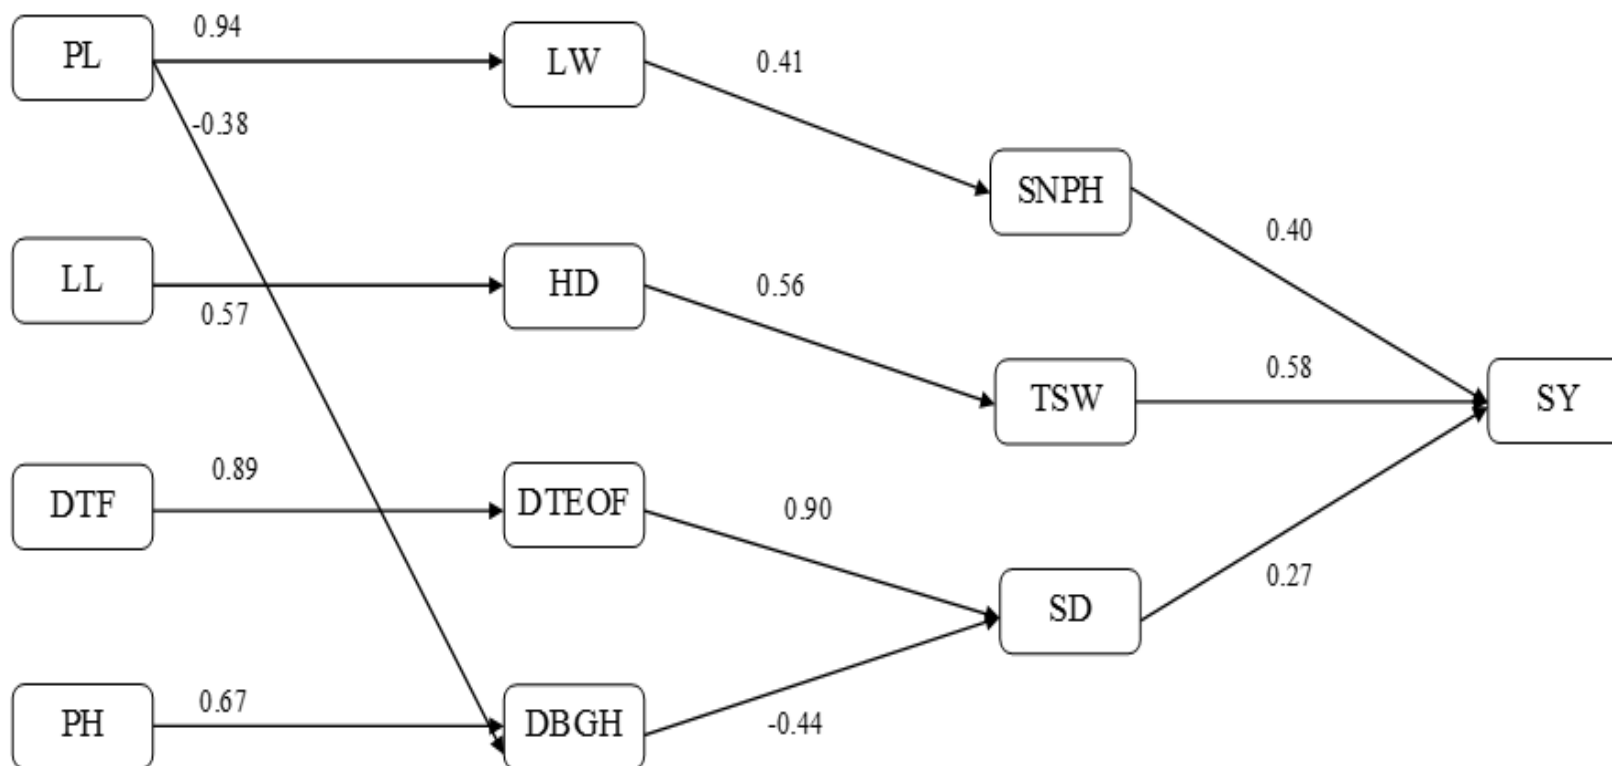 PL
0.94
LW
0.41
-0.38
SNPH
0.40
LL
0.57
HD
0.56
TSW
0.58
SY
DTF
0.89
DTEOF
0.90
SD
0.27
PH
0.67
DBGH
-0.44